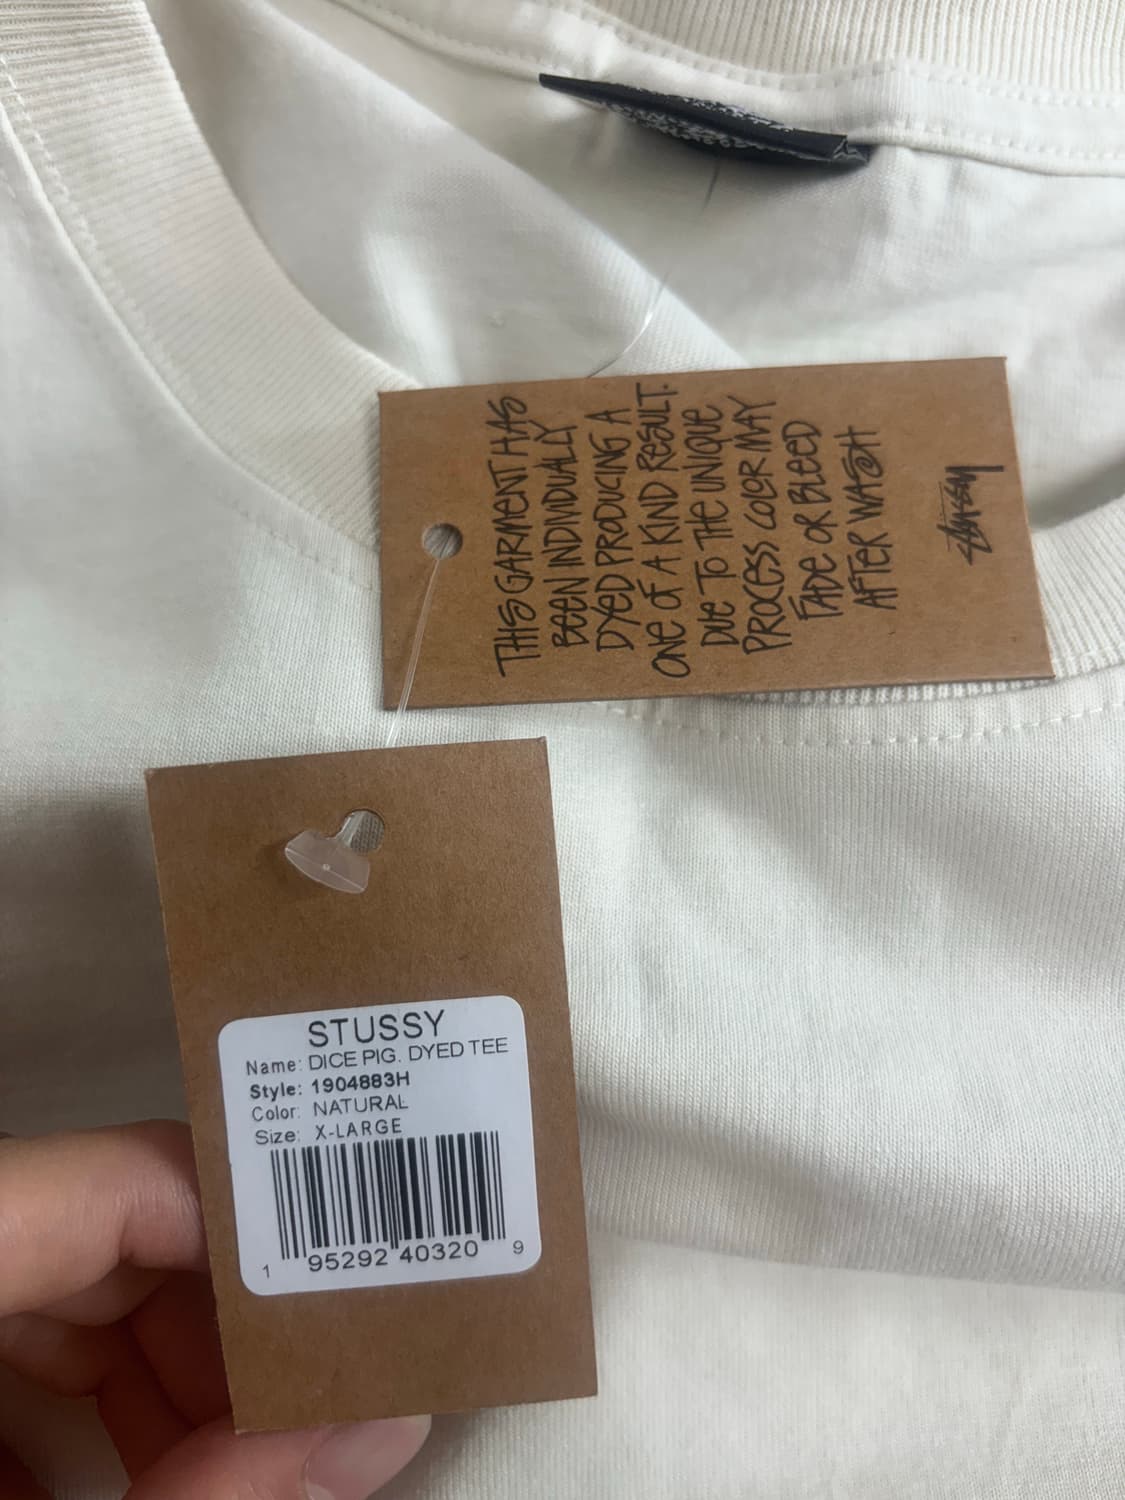 THIS GARMENT HAS
BEEN INDIVIDUALLY
DYED PRODUCING A
ONE OF A KIND RESULT.
DUE TO THE UNIQUE
PROCESS COLOR MAY
FADE OR BLEED
AFTER WASH
STÜSSY
STUSSY
Name: DICE PIG. DYED TEE
Style: 1904883H
Color: NATURAL
Size: X-LARGE
1 95292 40320 9